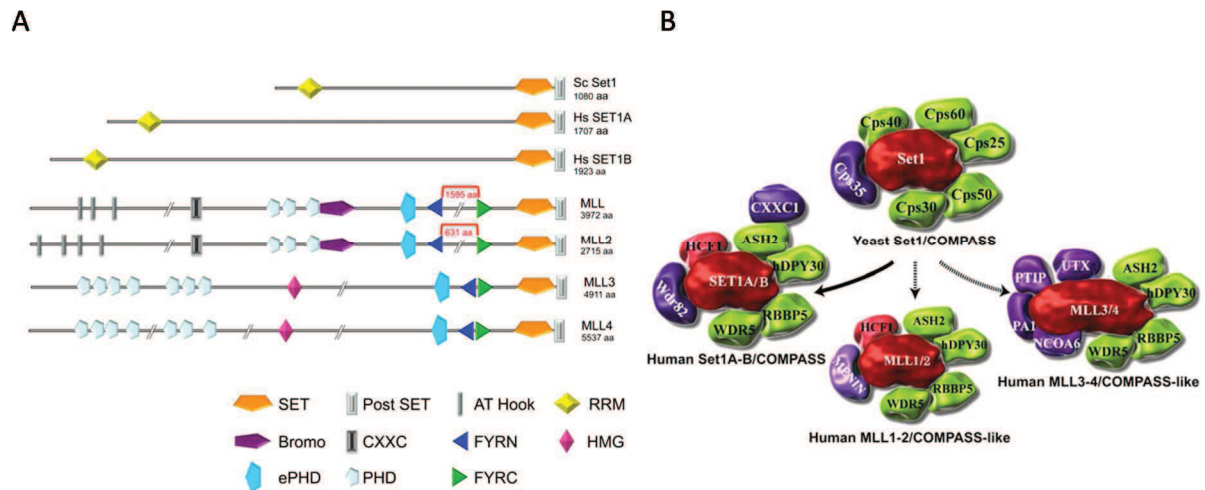 A
B
Sc Set1
1080 aa
Hs SET1A
1707 aa
Hs SET1B
1923 aa
1595 aa
MLL
3972 aa
631 aa
MLL2
2715 aa
MLL3
4911 aa
MLL4
5537 aa
SET
Post SET
AT Hook
RRM
Bromo
CXXC
FYRN
HMG
ePHD
PHD
FYRC
Cps40
Cps60
Cps25
Set1
Cps35
Cps50
Cps30
Yeast Set1/COMPASS
CXXC1
HCF1
ASH2
hDPY30
SET1A/B
Wdr82
RBBP5
WDR5
Human Set1A-B/COMPASS
HCF1
ASH2
hDPY30
MLL1/2
MENIN
RBBP5
WDR5
Human MLL1-2/COMPASS-like
PTIP
UTX
ASH2
hDPY30
MLL3/4
PA1
NCOA6
WDR5
RBBP5
Human MLL3-4/COMPASS-like